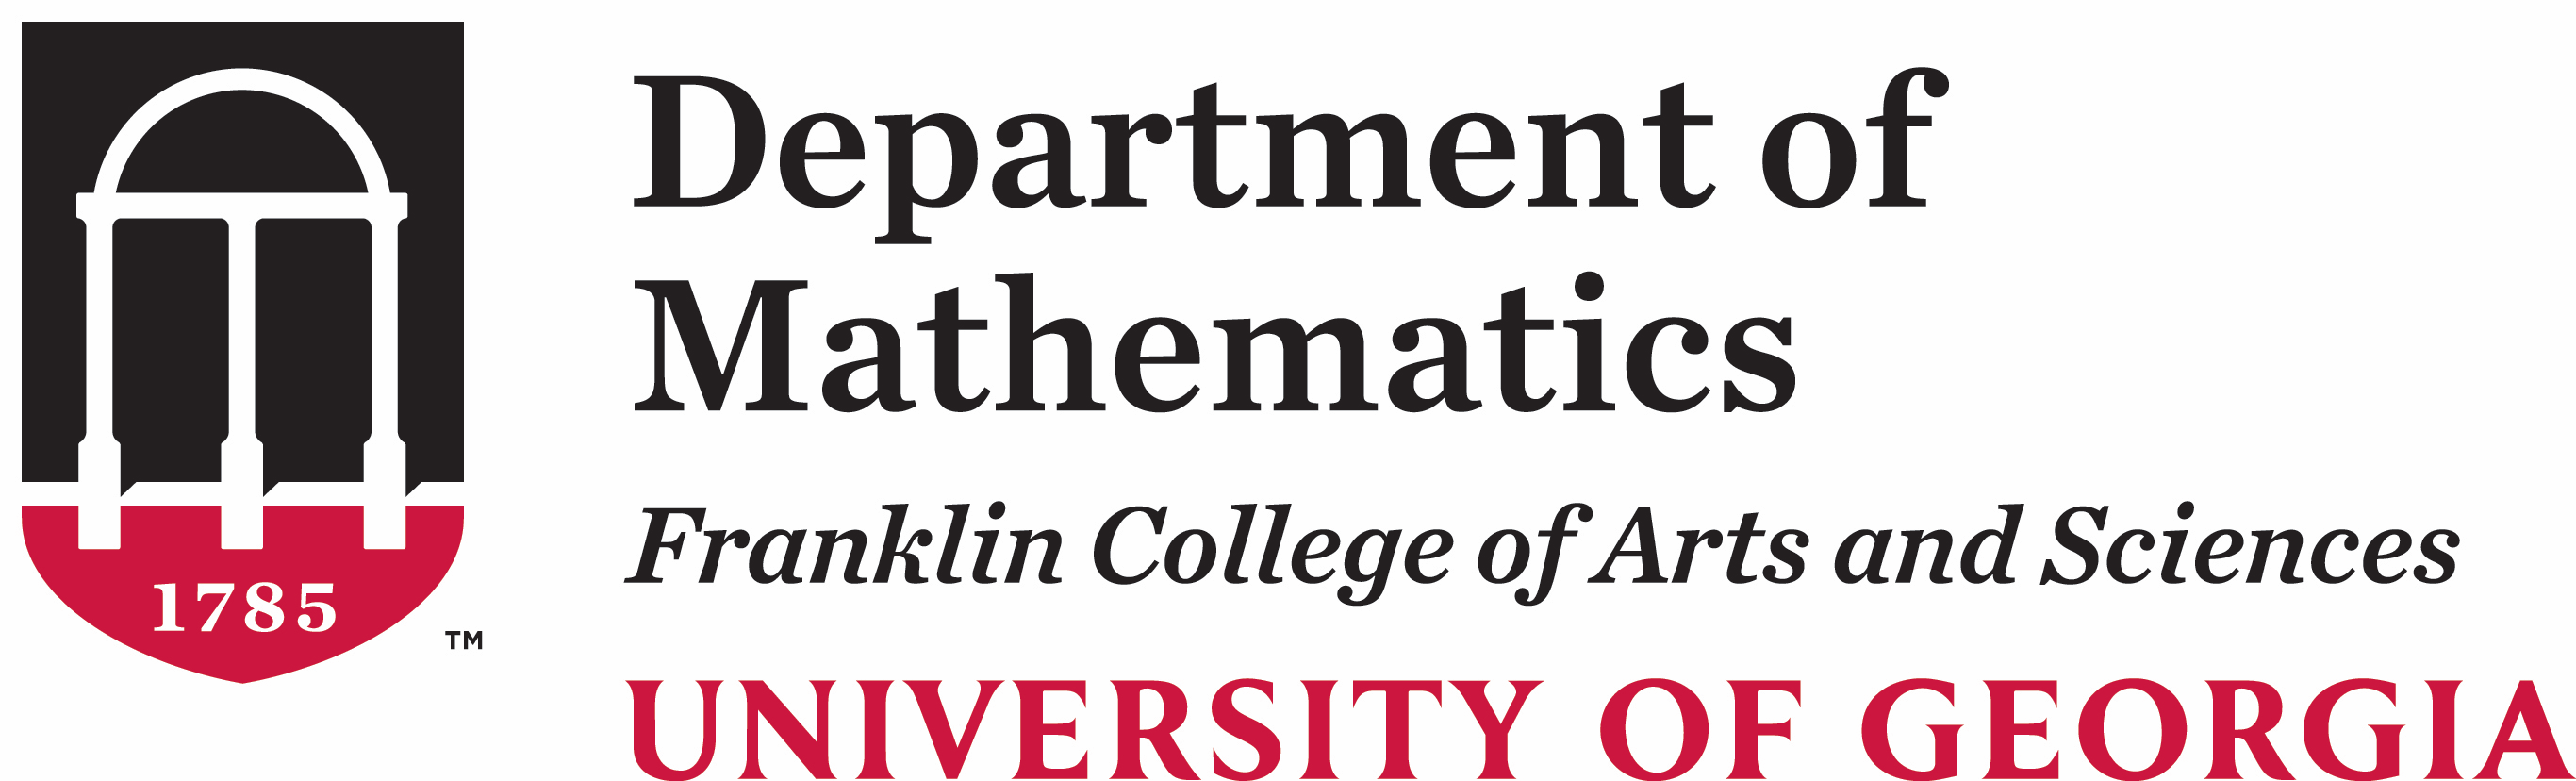 1785
TM
Department of
Mathematics
Franklin College of Arts and Sciences
UNIVERSITY OF GEORGIA